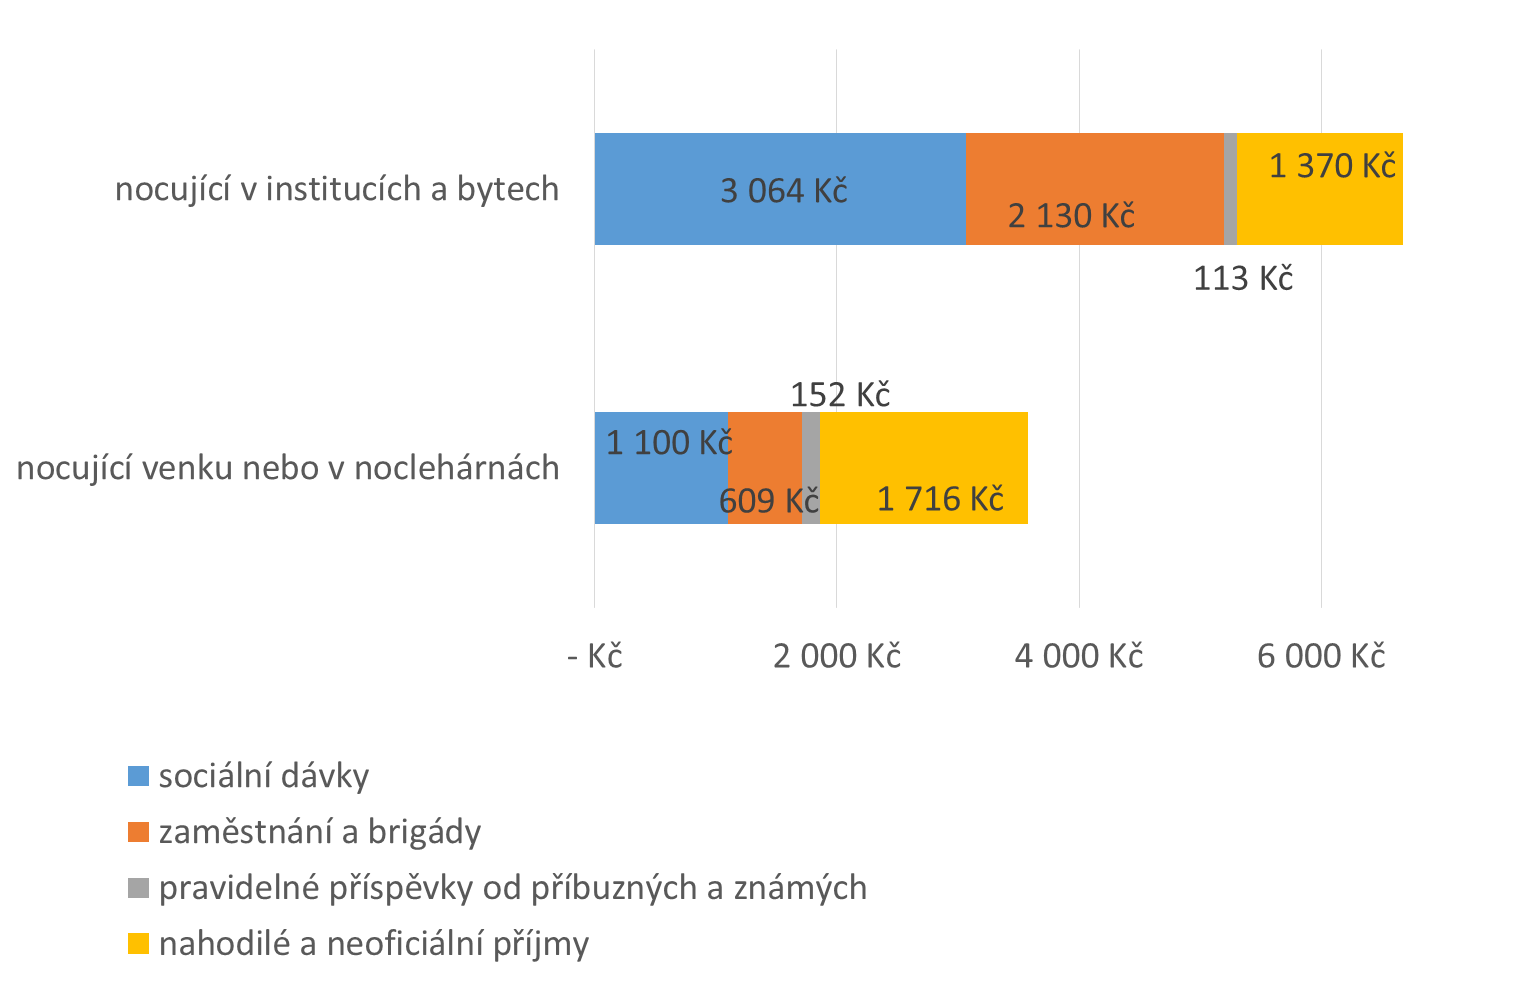 nocující v institucích a bytech
3 064 Kč
2 130 Kč
1 370 Kč
113 Kč
nocující venku nebo v noclehárnách
1 100 Kč
609 Kč
152 Kč
1 716 Kč
- Kč
2 000 Kč
4 000 Kč
6 000 Kč
sociální dávky
zaměstnání a brigády
pravidelné příspěvky od příbuzných a známých
nahodilé a neoficiální příjmy